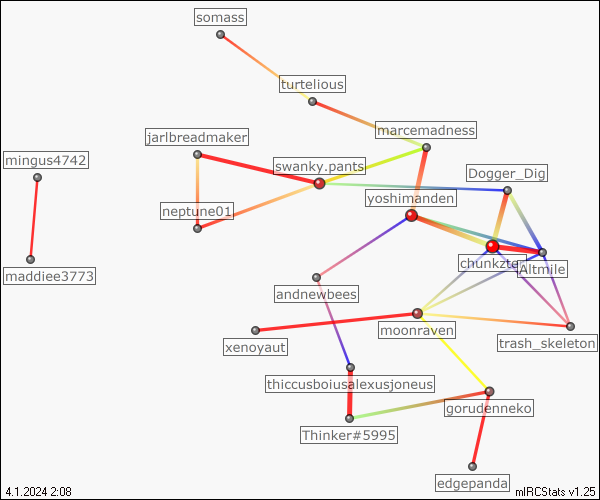 somass
turtelious
marcemadness
jarlbreadmaker
mingus4742
swanky.pants
Dogger_Dig
yoshimanden
neptune01
chunkzte
Altmile
maddiee3773
andnewbees
moonraven
trash_skeleton
xenoyaut
thiccusboiusalexusjoneus
gorudenneko
Thinker#5995
edgepanda
4.1.2024 2:08
mIRCStats v1.25